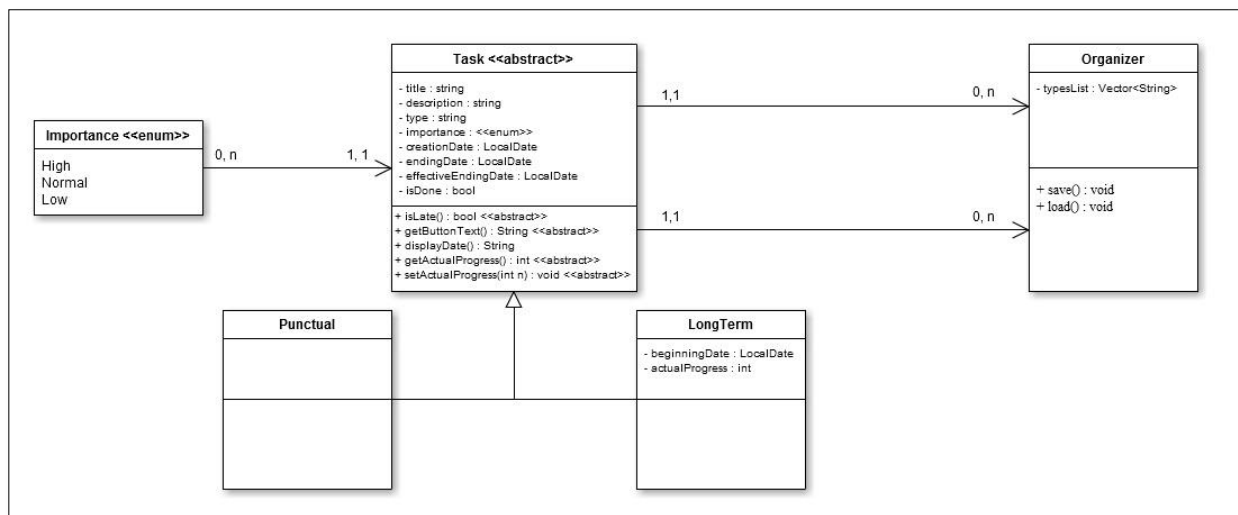 Task <<abstract>>
- title : string
- description : string
- type : string
- importance : <<enum>>
- creationDate : LocalDate
- endingDate : LocalDate
- effectiveEndingDate : LocalDate
- isDone : bool
+ isLate() : bool <<abstract>>
+ getButtonText() : String <<abstract>>
+ displayDate() : String
+ getActualProgress() : int <<abstract>>
+ setActualProgress(int n) : void <<abstract>>
Organizer
- typesList : Vector<String>
+ save() : void
+ load() : void
1,1
0, n
1,1
0, n
Importance <<enum>>
High
Normal
Low
0, n
1, 1
Punctual
LongTerm
- beginningDate : LocalDate
- actualProgress : int